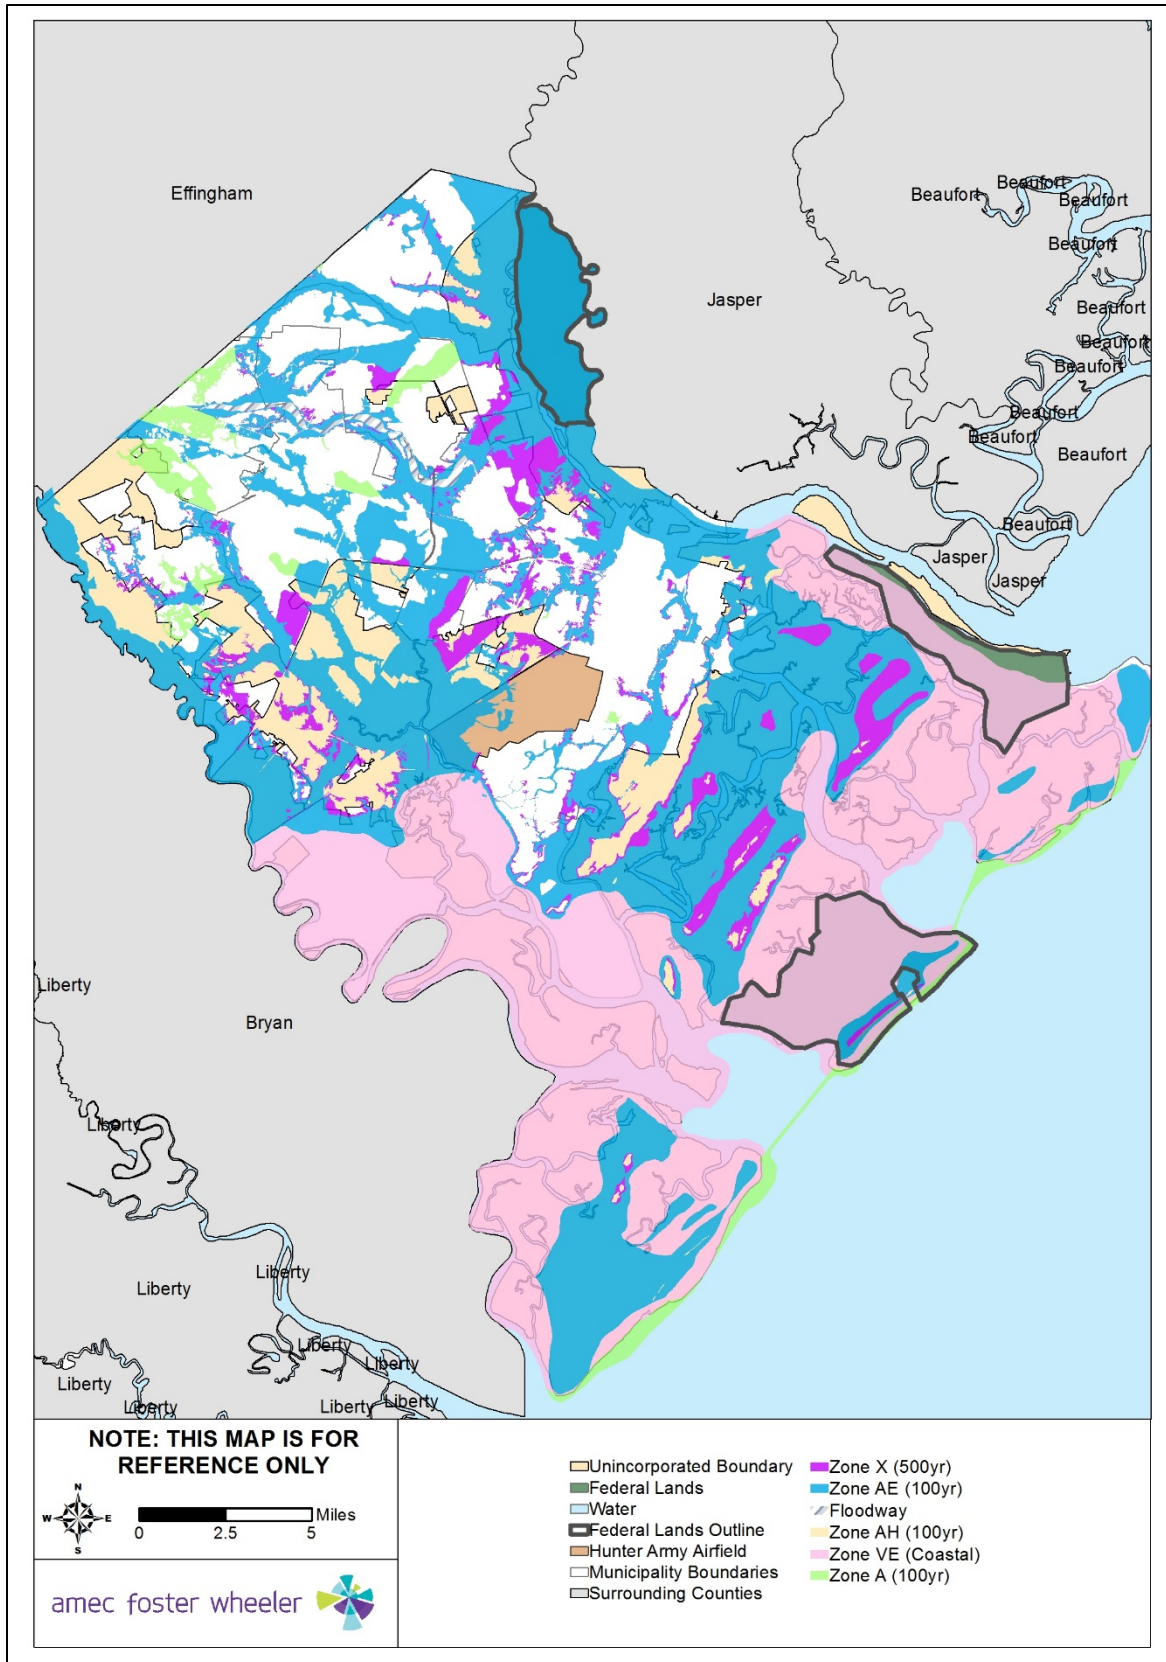 Effingham
Beaufort
Beaufort
Beaufort
Beaufort
Jasper
Beaufort
Beaufort
Beaufort
Beaufort
Beaufort
Beaufort
Beaufort
Jasper
Jasper
Liberty
Bryan
Liberty
Liberty
Liberty
Liberty
Liberty
Liberty
Liberty
Liberty
Liberty
NOTE: THIS MAP IS FOR
REFERENCE ONLY
N
W E
S
Miles
0 2.5 5
amec foster wheeler
Unincorporated Boundary
Federal Lands
Water
Federal Lands Outline
Hunter Army Airfield
Municipality Boundaries
Surrounding Counties
Zone X (500yr)
Zone AE (100yr)
Floodway
Zone AH (100yr)
Zone VE (Coastal)
Zone A (100yr)